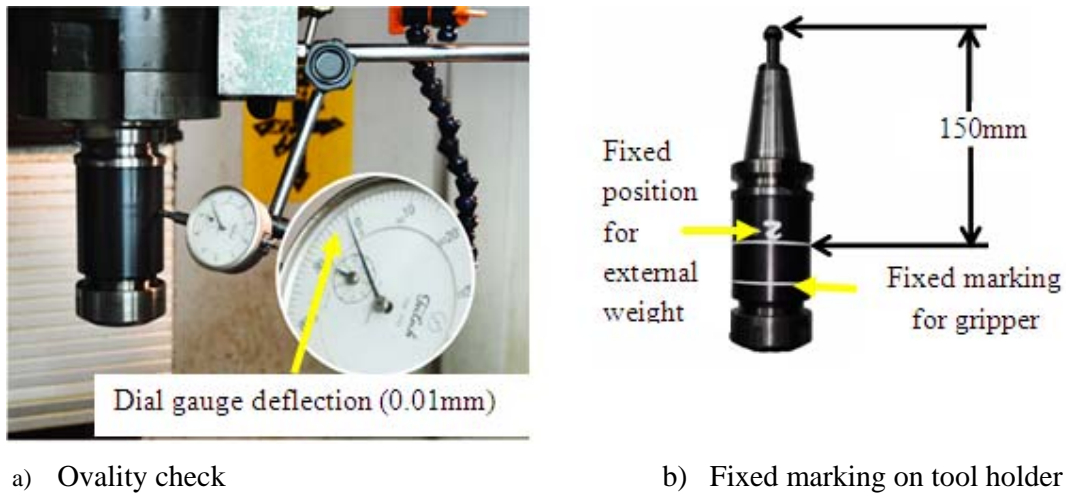 Dial gauge deflection (0.01mm)
Fixed
position
for
external
weight
150mm
Fixed marking
for gripper
a) Ovality check
b) Fixed marking on tool holder